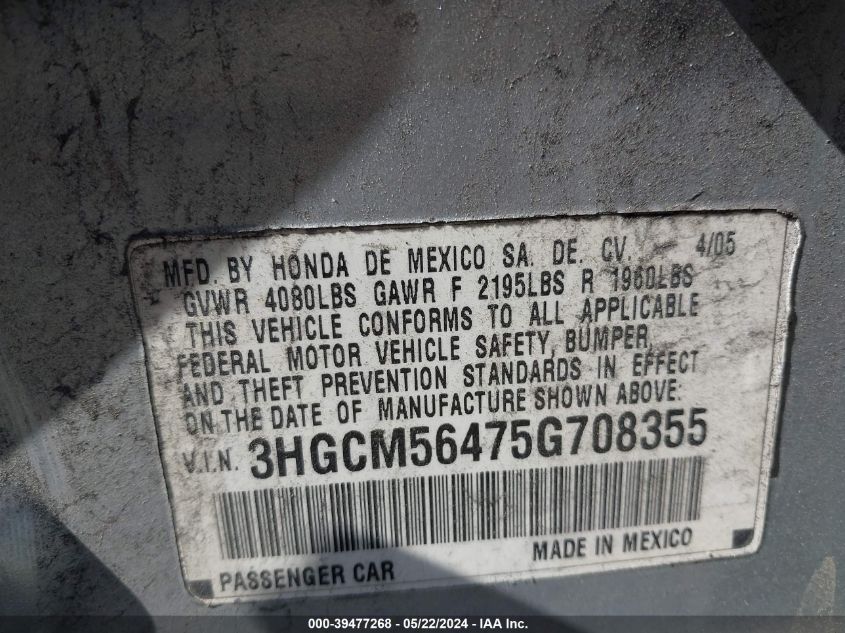 MFD. BY HONDA DE MEXICO SA. DE. CV. 4/05
GVWR 4080LBS GAWR F 2195LBS R 1960LBS
THIS VEHICLE CONFORMS TO ALL APPLICABLE
FEDERAL MOTOR VEHICLE SAFETY, BUMPER,
AND THEFT PREVENTION STANDARDS IN EFFECT
ON THE DATE OF MANUFACTURE SHOWN ABOVE:
V.I.N. 3HGCM56475G708355
PASSENGER CAR MADE IN MEXICO
000-39477268 - 05/22/2024 - IAA Inc.